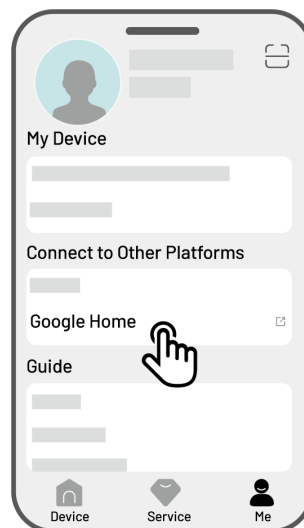 My Device
Connect to Other Platforms
Google Home
Guide
Device Service Me